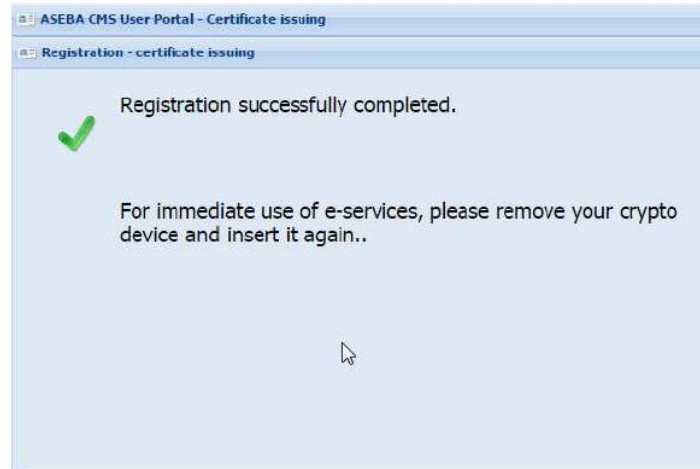 ASEBA CMS User Portal - Certificate issuing
Registration - certificate issuing
Registration successfully completed.
For immediate use of e-services, please remove your crypto
device and insert it again..